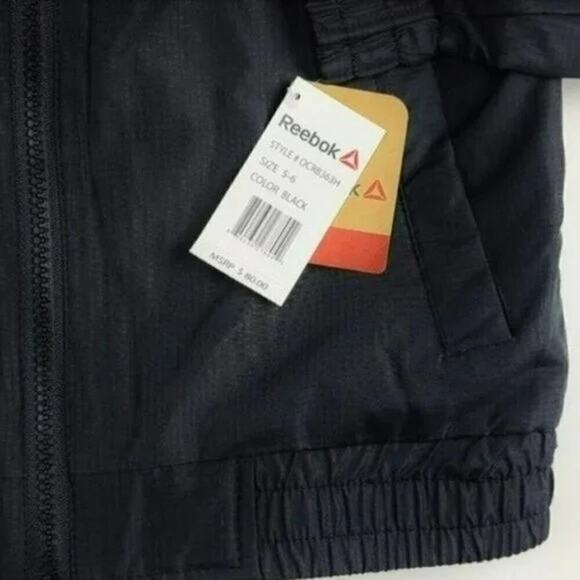 Reebok
STYLE # OCRB363H
SIZE 5-6
COLOR BLACK
MSRP $ 80.00
K